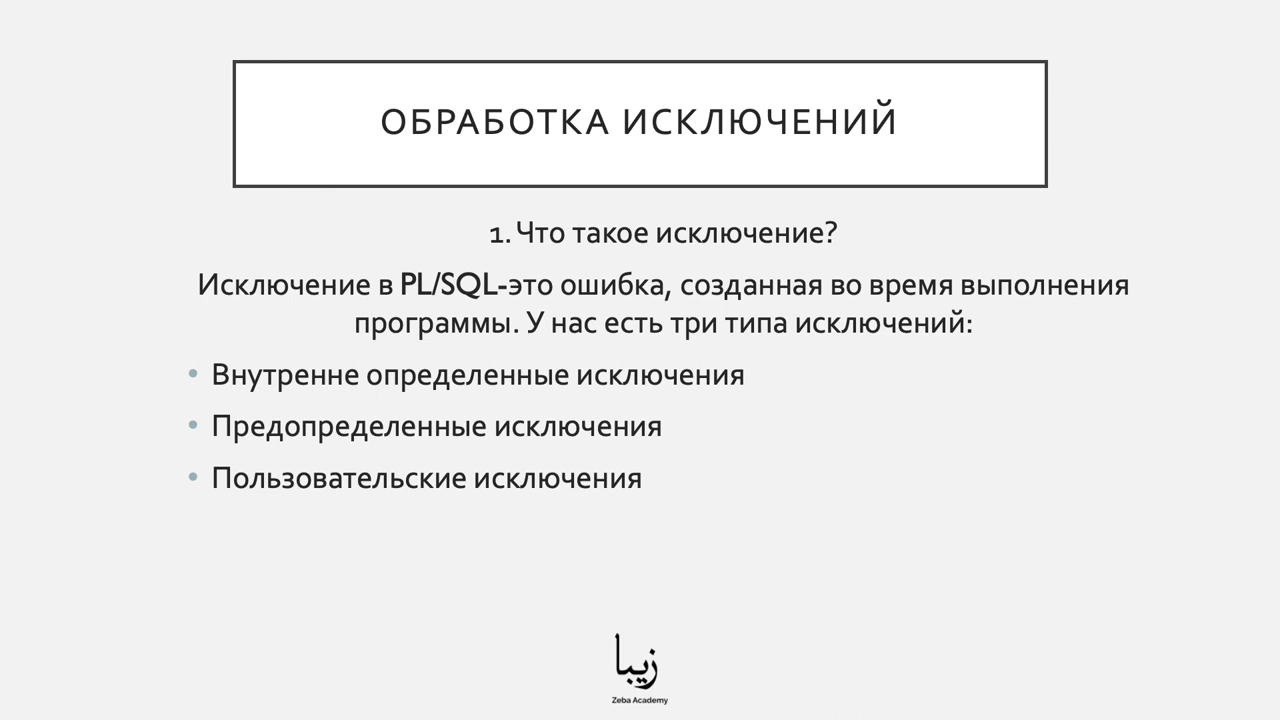 ОБРАБОТКА ИСКЛЮЧЕНИЙ
1. Что такое исключение?
Исключение в PL/SQL-это ошибка, созданная во время выполнения
программы. У нас есть три типа исключений:
• Внутренне определенные исключения
• Предопределенные исключения
• Пользовательские исключения
زيبا
Zeba Academy